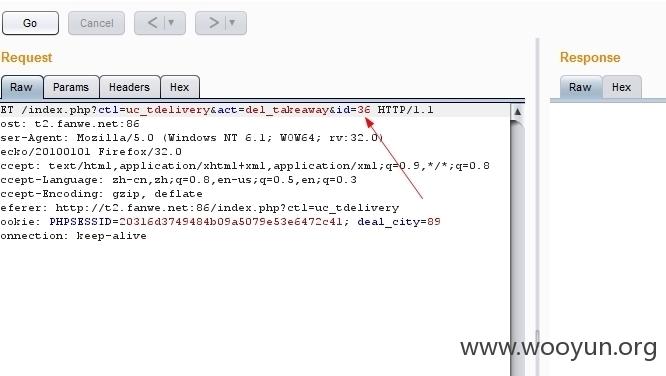 Go Cancel < >
Request Response
Raw Params Headers Hex Raw Hex
ET /index.php?ctl=uc_tdelivery&act=del_takeaway&id=36 HTTP/1.1
ost: t2.fanwe.net:86
ser-Agent: Mozilla/5.0 (Windows NT 6.1; WOW64; rv:32.0)
ecko/20100101 Firefox/32.0
ccept: text/html,application/xhtml+xml,application/xml;q=0.9,*/*;q=0.8
ccept-Language: zh-cn,zh;q=0.8,en-us;q=0.5,en;q=0.3
ccept-Encoding: gzip, deflate
eferer: http://t2.fanwe.net:86/index.php?ctl=uc_tdelivery
ookie: PHPSESSID=20316d3749484b09a5079e53e6472c41; deal_city=89
onnection: keep-alive
www.wooyun.org